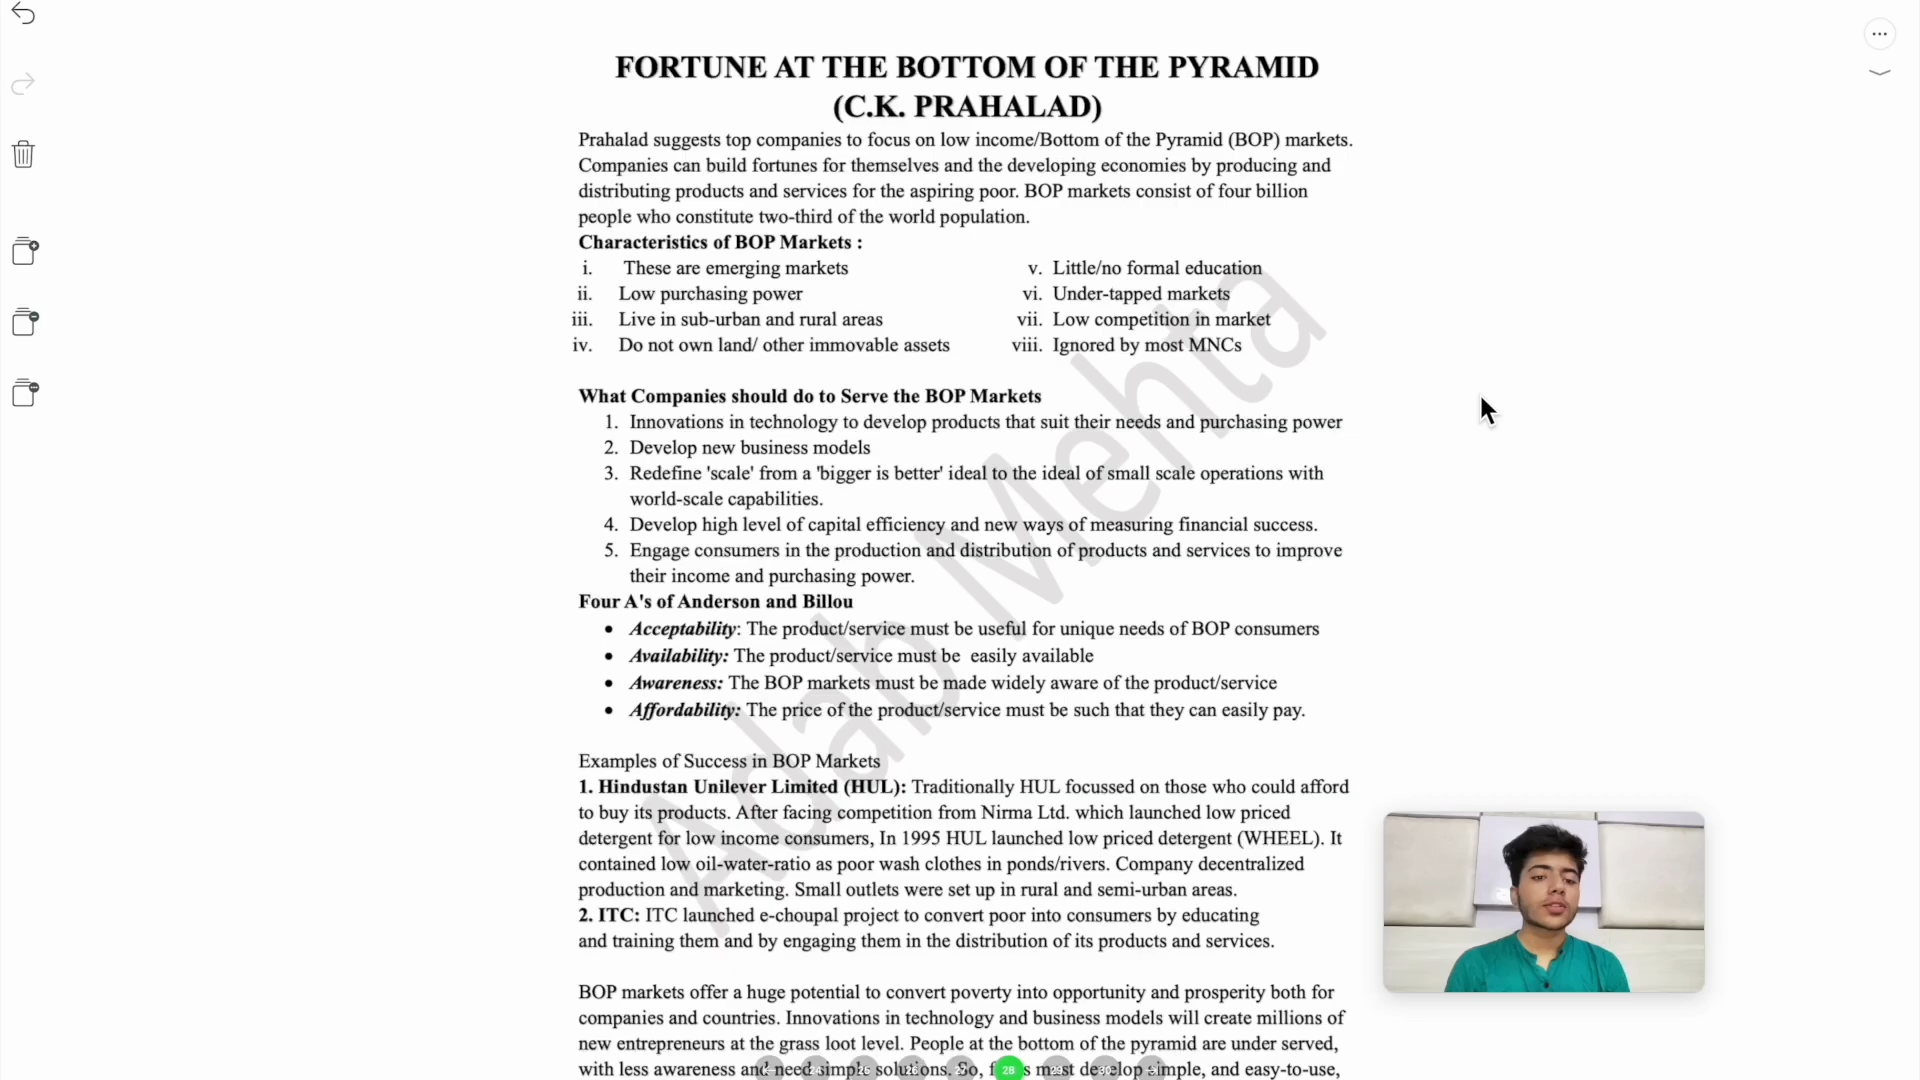 FORTUNE AT THE BOTTOM OF THE PYRAMID
(C.K. PRAHALAD)
Prahalad suggests top companies to focus on low income/Bottom of the Pyramid (BOP) markets.
Companies can build fortunes for themselves and the developing economies by producing and
distributing products and services for the aspiring poor. BOP markets consist of four billion
people who constitute two-third of the world population.
Characteristics of BOP Markets :
i. These are emerging markets
ii. Low purchasing power
iii. Live in sub-urban and rural areas
iv. Do not own land/ other immovable assets
v. Little/no formal education
vi. Under-tapped markets
vii. Low competition in market
viii. Ignored by most MNCs
What Companies should do to Serve the BOP Markets
1. Innovations in technology to develop products that suit their needs and purchasing power
2. Develop new business models
3. Redefine 'scale' from a 'bigger is better' ideal to the ideal of small scale operations with
world-scale capabilities.
4. Develop high level of capital efficiency and new ways of measuring financial success.
5. Engage consumers in the production and distribution of products and services to improve
their income and purchasing power.
Four A's of Anderson and Billou
• Acceptability: The product/service must be useful for unique needs of BOP consumers
• Availability: The product/service must be easily available
• Awareness: The BOP markets must be made widely aware of the product/service
• Affordability: The price of the product/service must be such that they can easily pay.
Examples of Success in BOP Markets
1. Hindustan Unilever Limited (HUL): Traditionally HUL focussed on those who could afford
to buy its products. After facing competition from Nirma Ltd. which launched low priced
detergent for low income consumers, In 1995 HUL launched low priced detergent (WHEEL). It
contained low oil-water-ratio as poor wash clothes in ponds/rivers. Company decentralized
production and marketing. Small outlets were set up in rural and semi-urban areas.
2. ITC: ITC launched e-choupal project to convert poor into consumers by educating
and training them and by engaging them in the distribution of its products and services.
BOP markets offer a huge potential to convert poverty into opportunity and prosperity both for
companies and countries. Innovations in technology and business models will create millions of
new entrepreneurs at the grass loot level. People at the bottom of the pyramid are under served,
with less awareness and need simple solutions. So, must develop simple, and easy-to-use,
24 25 26 27 28 29 30
Adab Mehta